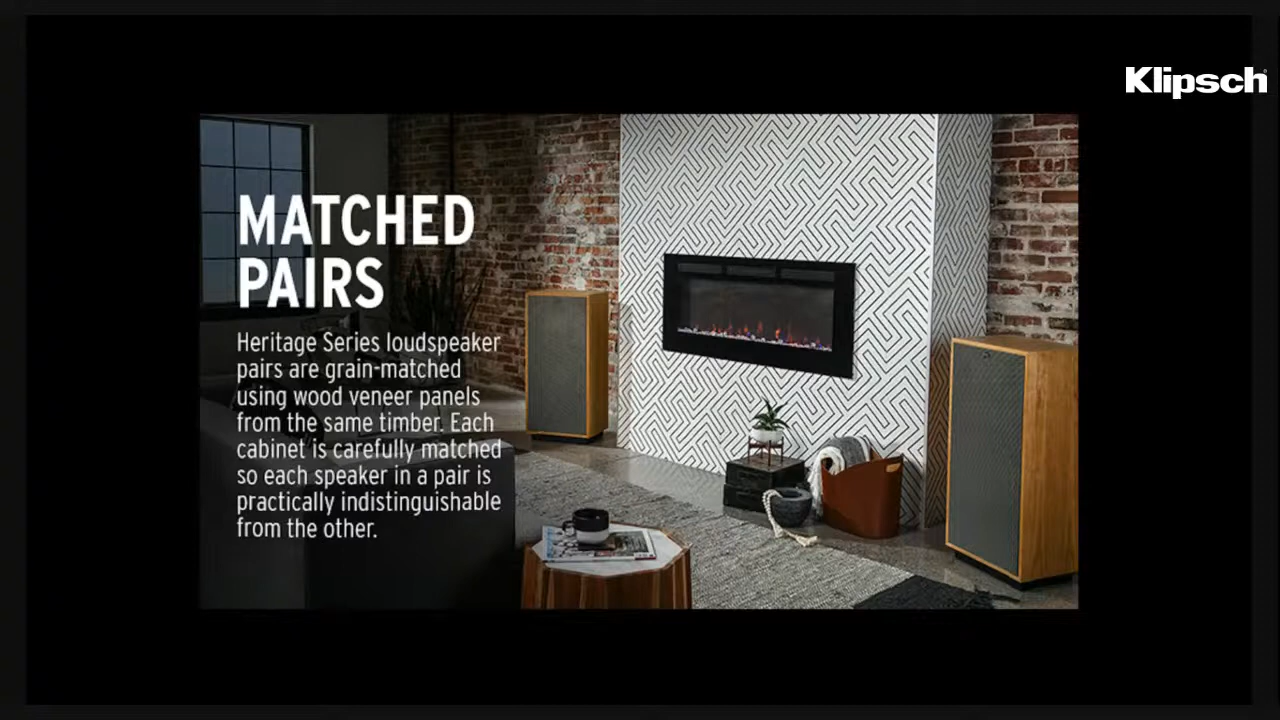 Klipsch
MATCHED
PAIRS
Heritage Series loudspeaker
pairs are grain-matched
using wood veneer panels
from the same timber. Each
cabinet is carefully matched
so each speaker in a pair is
practically indistinguishable
from the other.